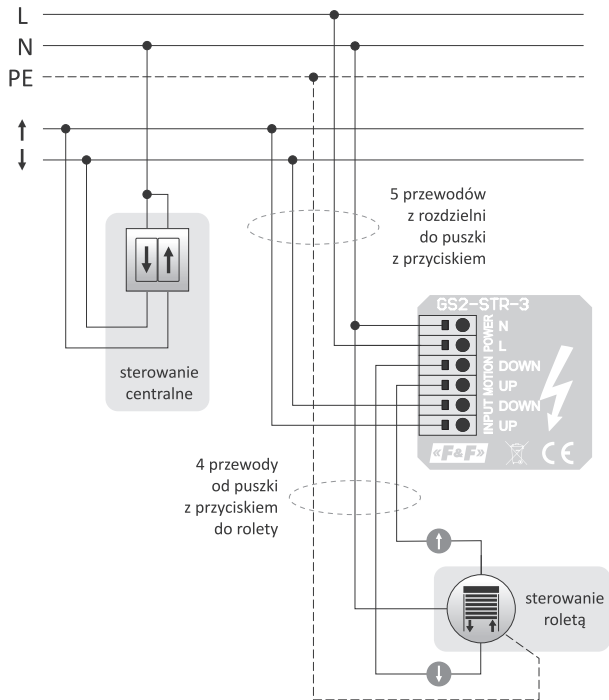 L
N
PE
↑
↓
5 przewodów
z rozdzielni
do puszki
z przyciskiem
sterowanie
centralne
GS2-STR-3
POWER
N
L
MOTION
DOWN
UP
INPUT
DOWN
UP
«F&F»
CE
4 przewody
od puszki
z przyciskiem
do rolety
sterowanie
roletą